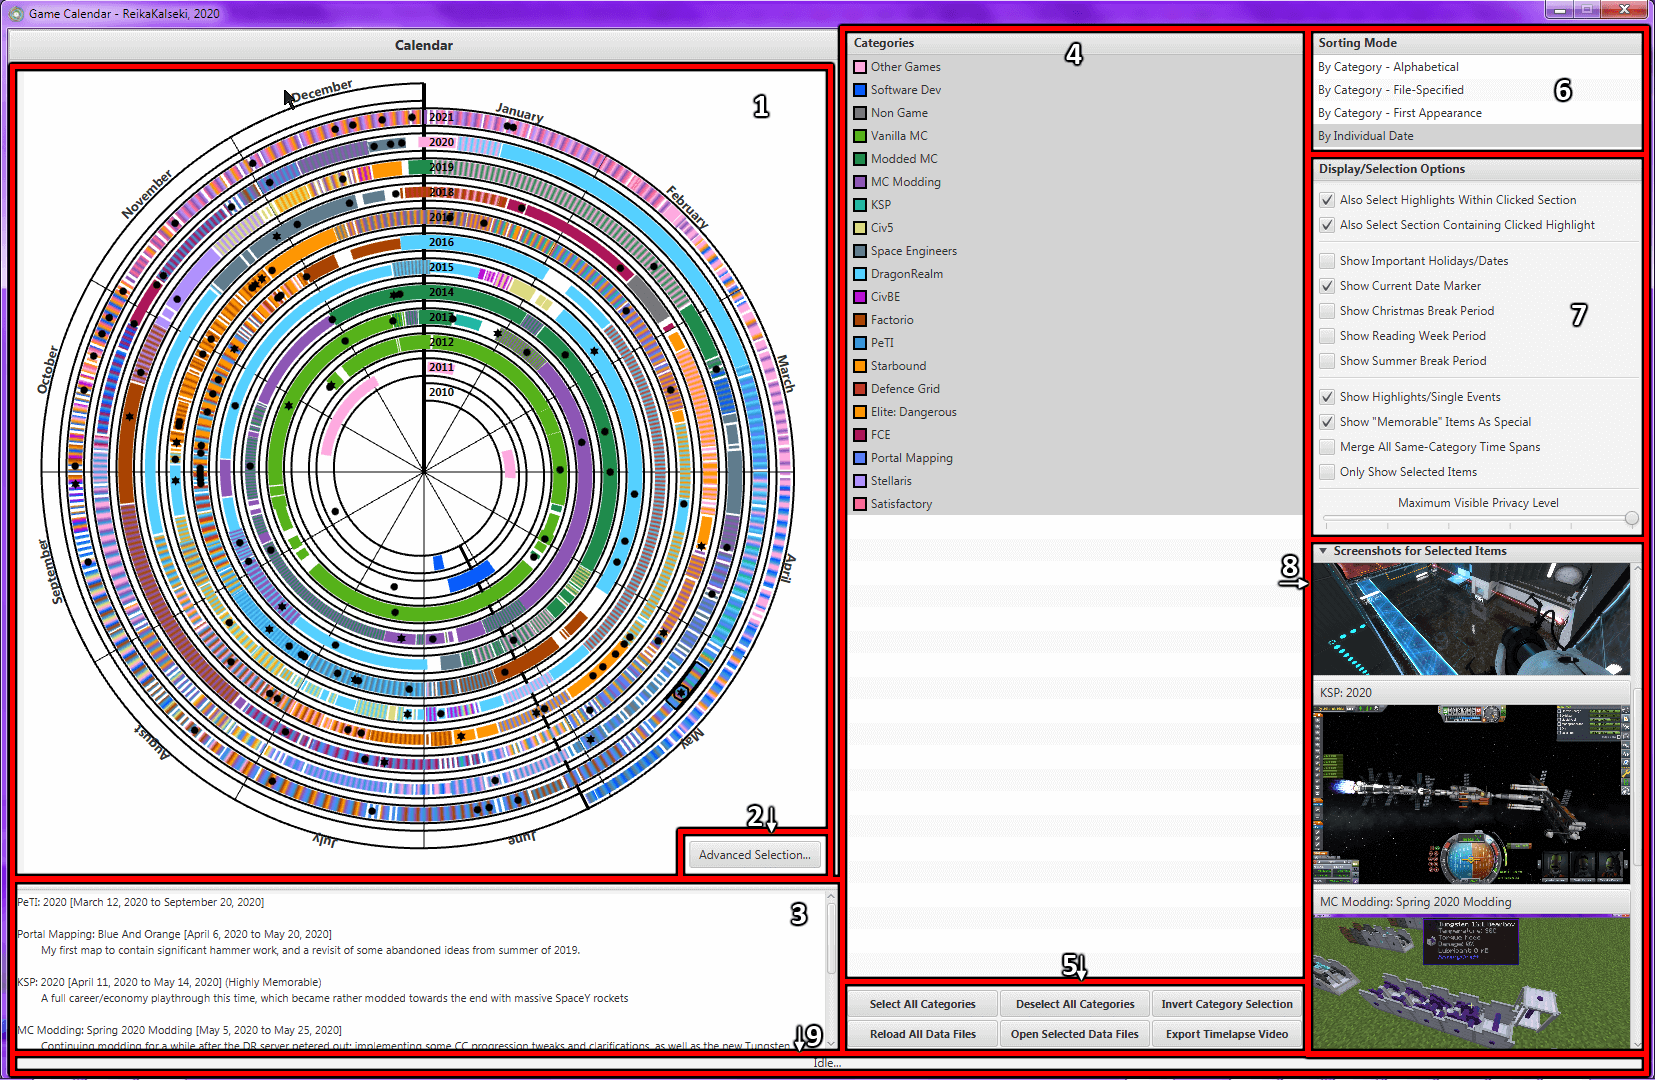 Game Calendar - ReikaKalseki, 2020
Calendar
1
December
January
February
March
April
May
June
July
August
September
October
November
2021
2020
2019
2018
2017
2016
2015
2014
2013
2012
2011
2010
2
Advanced Selection...
3
PeTI: 2020 [March 12, 2020 to September 20, 2020]
Portal Mapping: Blue And Orange [April 6, 2020 to May 20, 2020]
My first map to contain significant hammer work, and a revisit of some abandoned ideas from summer of 2019.
KSP: 2020 [April 11, 2020 to May 14, 2020] (Highly Memorable)
A full career/economy playthrough this time, which became rather modded towards the end with massive SpaceY rockets
MC Modding: Spring 2020 Modding [May 5, 2020 to May 25, 2020]
Continuing modding for a while after the DR server petered out; implementing some CC progression tweaks and clarifications, as well as the new Tungsten
9
Idle...
Categories
4
Other Games
Software Dev
Non Game
Vanilla MC
Modded MC
MC Modding
KSP
Civ5
Space Engineers
DragonRealm
CivBE
Factorio
PeTI
Starbound
Defence Grid
Elite: Dangerous
FCE
Portal Mapping
Stellaris
Satisfactory
5
Select All Categories
Deselect All Categories
Invert Category Selection
Reload All Data Files
Open Selected Data Files
Export Timelapse Video
Sorting Mode
By Category - Alphabetical
By Category - File-Specified
By Category - First Appearance
By Individual Date
6
Display/Selection Options
Also Select Highlights Within Clicked Section
Also Select Section Containing Clicked Highlight
Show Important Holidays/Dates
Show Current Date Marker
Show Christmas Break Period
Show Reading Week Period
Show Summer Break Period
7
Show Highlights/Single Events
Show "Memorable" Items As Special
Merge All Same-Category Time Spans
Only Show Selected Items
Maximum Visible Privacy Level
8
Screenshots for Selected Items
KSP: 2020
MC Modding: Spring 2020 Modding